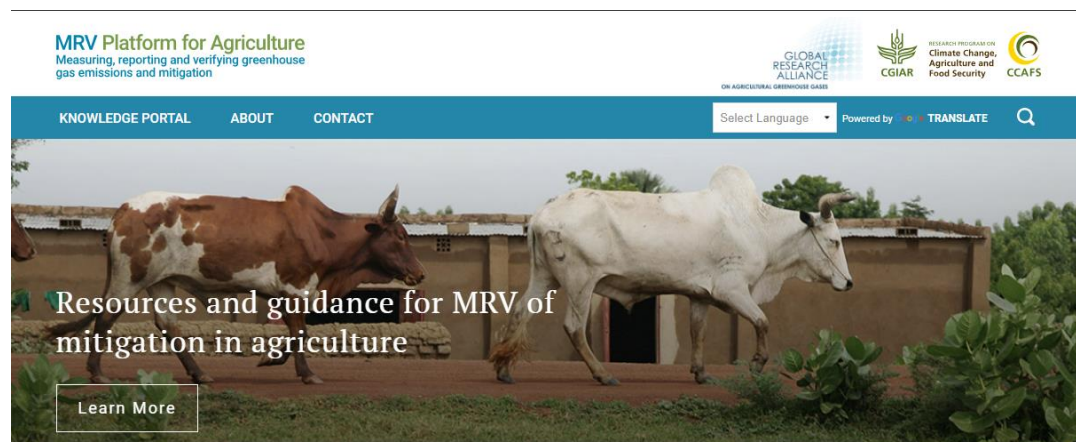 MRV Platform for Agriculture
Measuring, reporting and verifying greenhouse
gas emissions and mitigation
GLOBAL
RESEARCH
ALLIANCE
ON AGRICULTURAL GREENHOUSE GASES
CGIAR
RESEARCH PROGRAM ON
Climate Change,
Agriculture and
Food Security
CCAFS
KNOWLEDGE PORTAL
ABOUT
CONTACT
Select Language
Powered by Google TRANSLATE
Resources and guidance for MRV of
mitigation in agriculture
Learn More